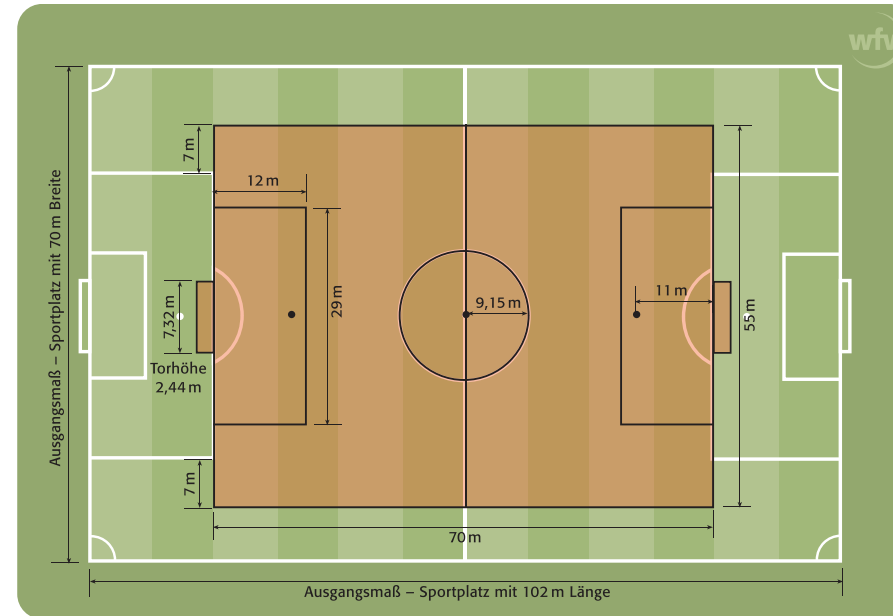 wfv
7 m
12 m
Ausgangsmaß – Sportplatz mit 70 m Breite
29 m
7,32 m
9,15 m
11 m
55 m
Torhöhe
2,44 m
7 m
70 m
Ausgangsmaß – Sportplatz mit 102 m Länge